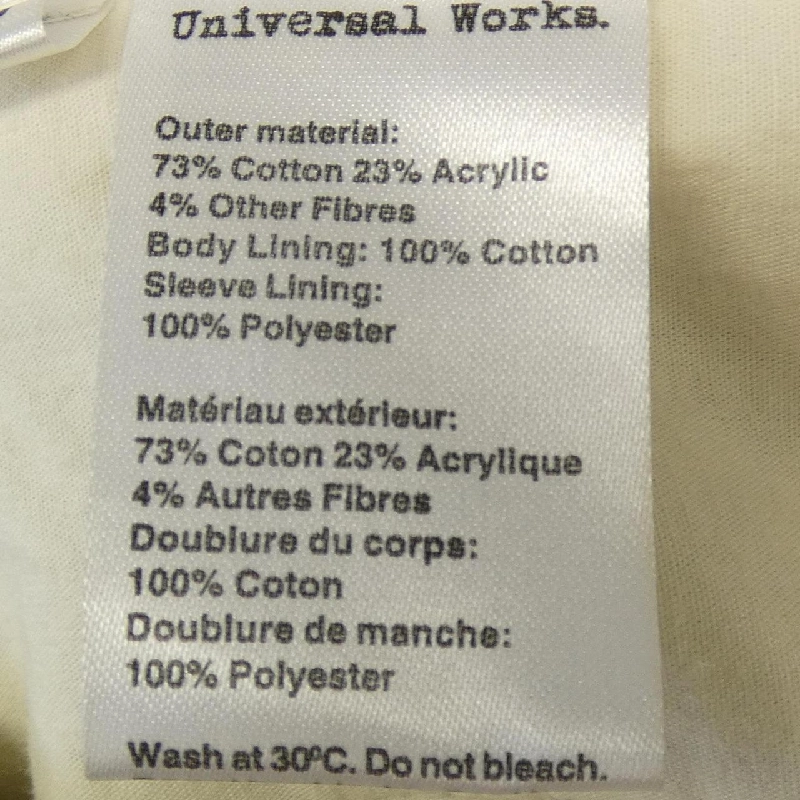 Universal Works.
Outer material:
73% Cotton 23% Acrylic
4% Other Fibres
Body Lining: 100% Cotton
Sleeve Lining:
100% Polyester
Matériau extérieur:
73% Coton 23% Acrylique
4% Autres Fibres
Doublure du corps:
100% Coton
Doublure de manche:
100% Polyester
Wash at 30ºC. Do not bleach.